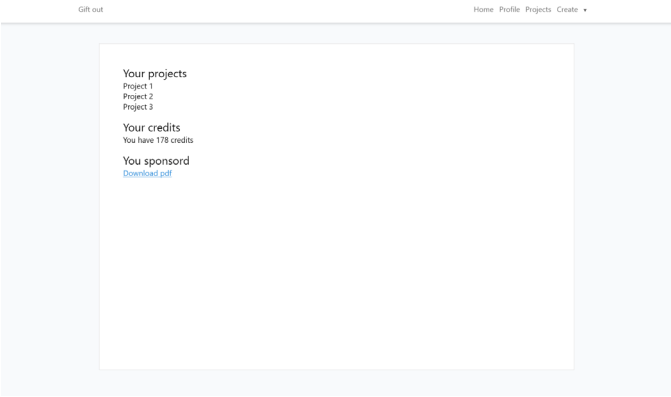 Gift out
Home Profile Projects Create ▾
Your projects
Project 1
Project 2
Project 3
Your credits
You have 178 credits
You sponsord
Download pdf